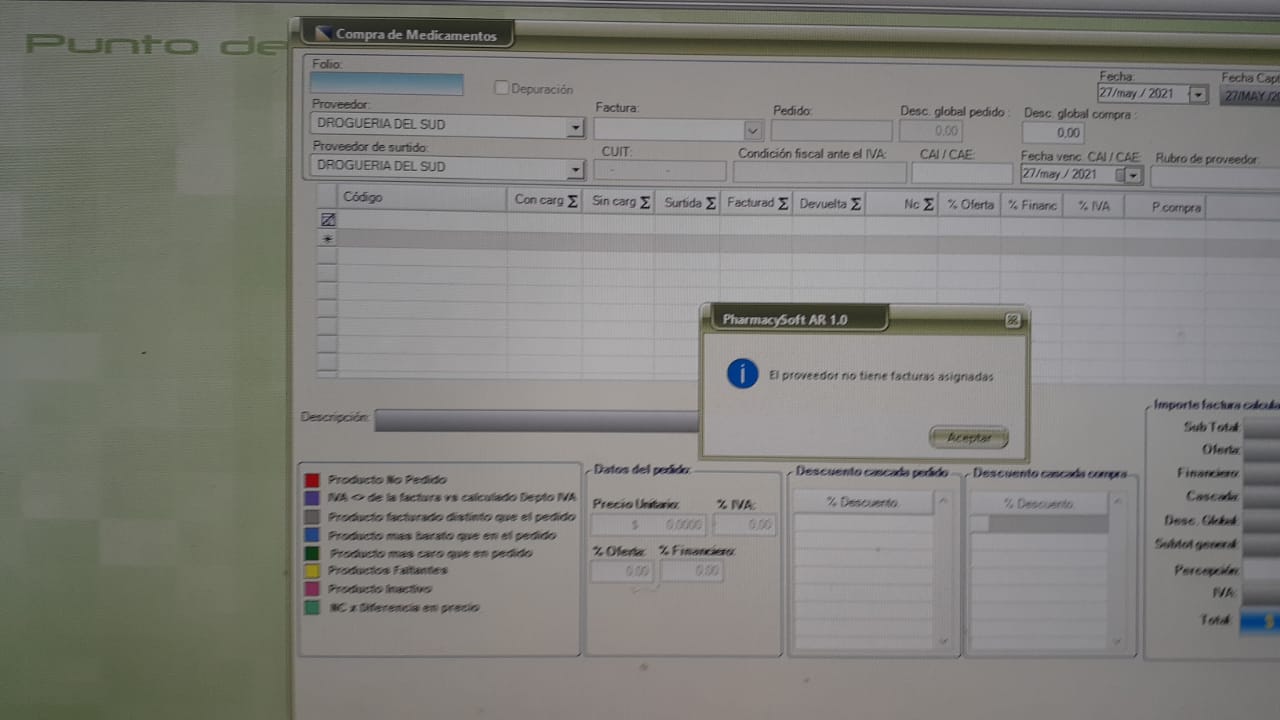 Punto de
Compra de Medicamentos
Folio:
Depuración
Fecha:
Fecha Capt
27/may./2021
27/MAY/20
Proveedor:
Factura:
Pedido:
Desc. global pedido :
Desc. global compra :
DROGUERIA DEL SUD
0.00
0,00
Proveedor de surtido:
CUIT:
Condición fiscal ante el IVA:
CAI / CAE:
Fecha venc. CAI / CAE:
Rubro de proveedor:
DROGUERIA DEL SUD
- -
27/may./2021
Código
Con carg Σ
Sin carg Σ
Surtida Σ
Facturad Σ
Devuelta Σ
Nc Σ
% Oferta
% Financ
% IVA
P.compra
PharmacySoft AR 1.0
El proveedor no tiene facturas asignadas
Aceptar
Descripción:
Importe factura calcula
Sub Total:
Oferta:
Financiero:
Cascada:
Desc. Global:
Subtot general:
Percepción:
IVA:
Total:
$
Producto No Pedido
IVA <> de la factura vs calculado Depto IVA
Producto facturado distinto que el pedido
Producto mas barato que en el pedido
Producto mas caro que en pedido
Productos Faltantes
Producto Inactivo
NC x Diferencia en precio
Datos del pedido:
Precio Unitario:
% IVA:
$ 0,0000
0,00
% Oferta:
% Financiero:
0,00
0,00
Descuento cascada pedido
% Descuento
Descuento cascada compra
% Descuento